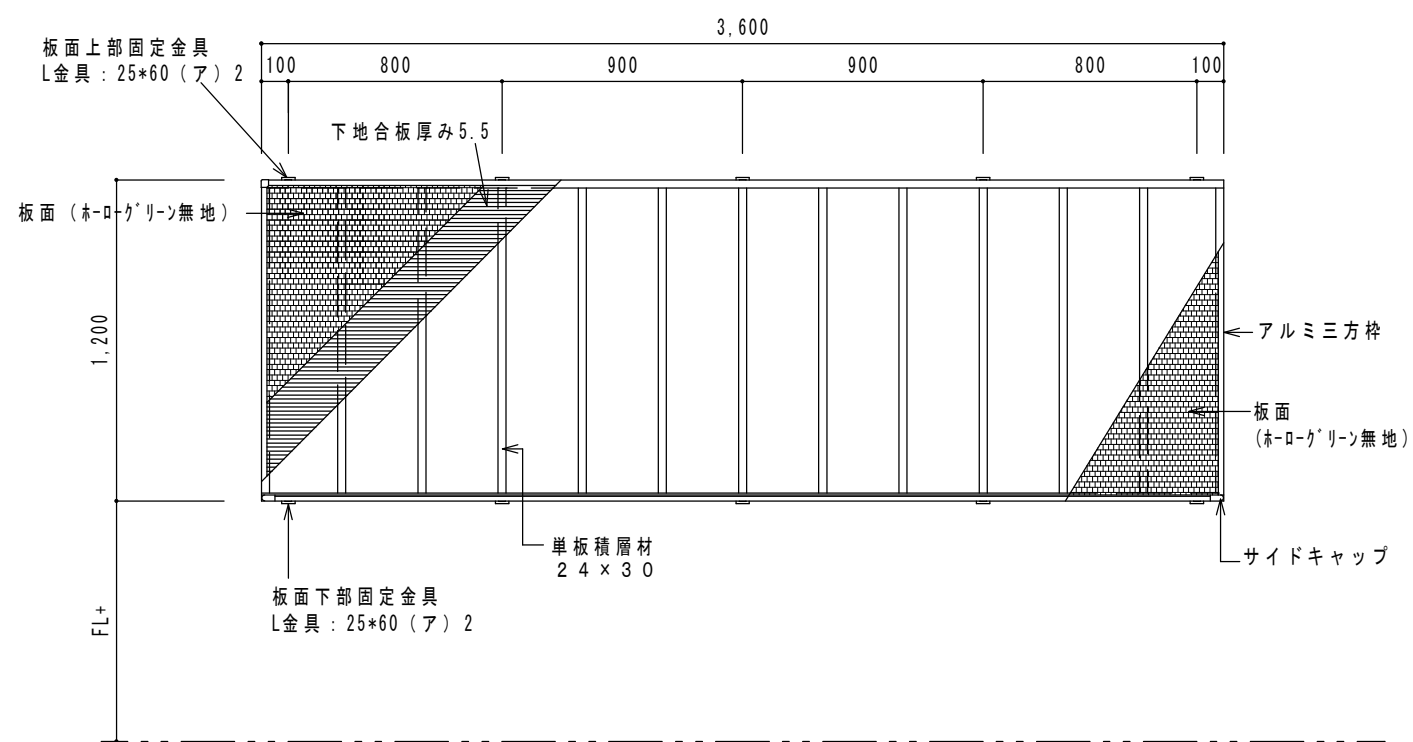 3,600
板面上部固定金具
L金具：25*60（ア）2
100
800
900
900
800
100
下地合板厚み5.5
板面（ﾎｰﾛｰｸﾞﾘｰﾝ無地）
1,200
アルミ三方枠
板面
(ﾎｰﾛｰｸﾞﾘｰﾝ無地)
単板積層材
２４×３０
サイドキャップ
板面下部固定金具
L金具：25*60（ア）2
FL+